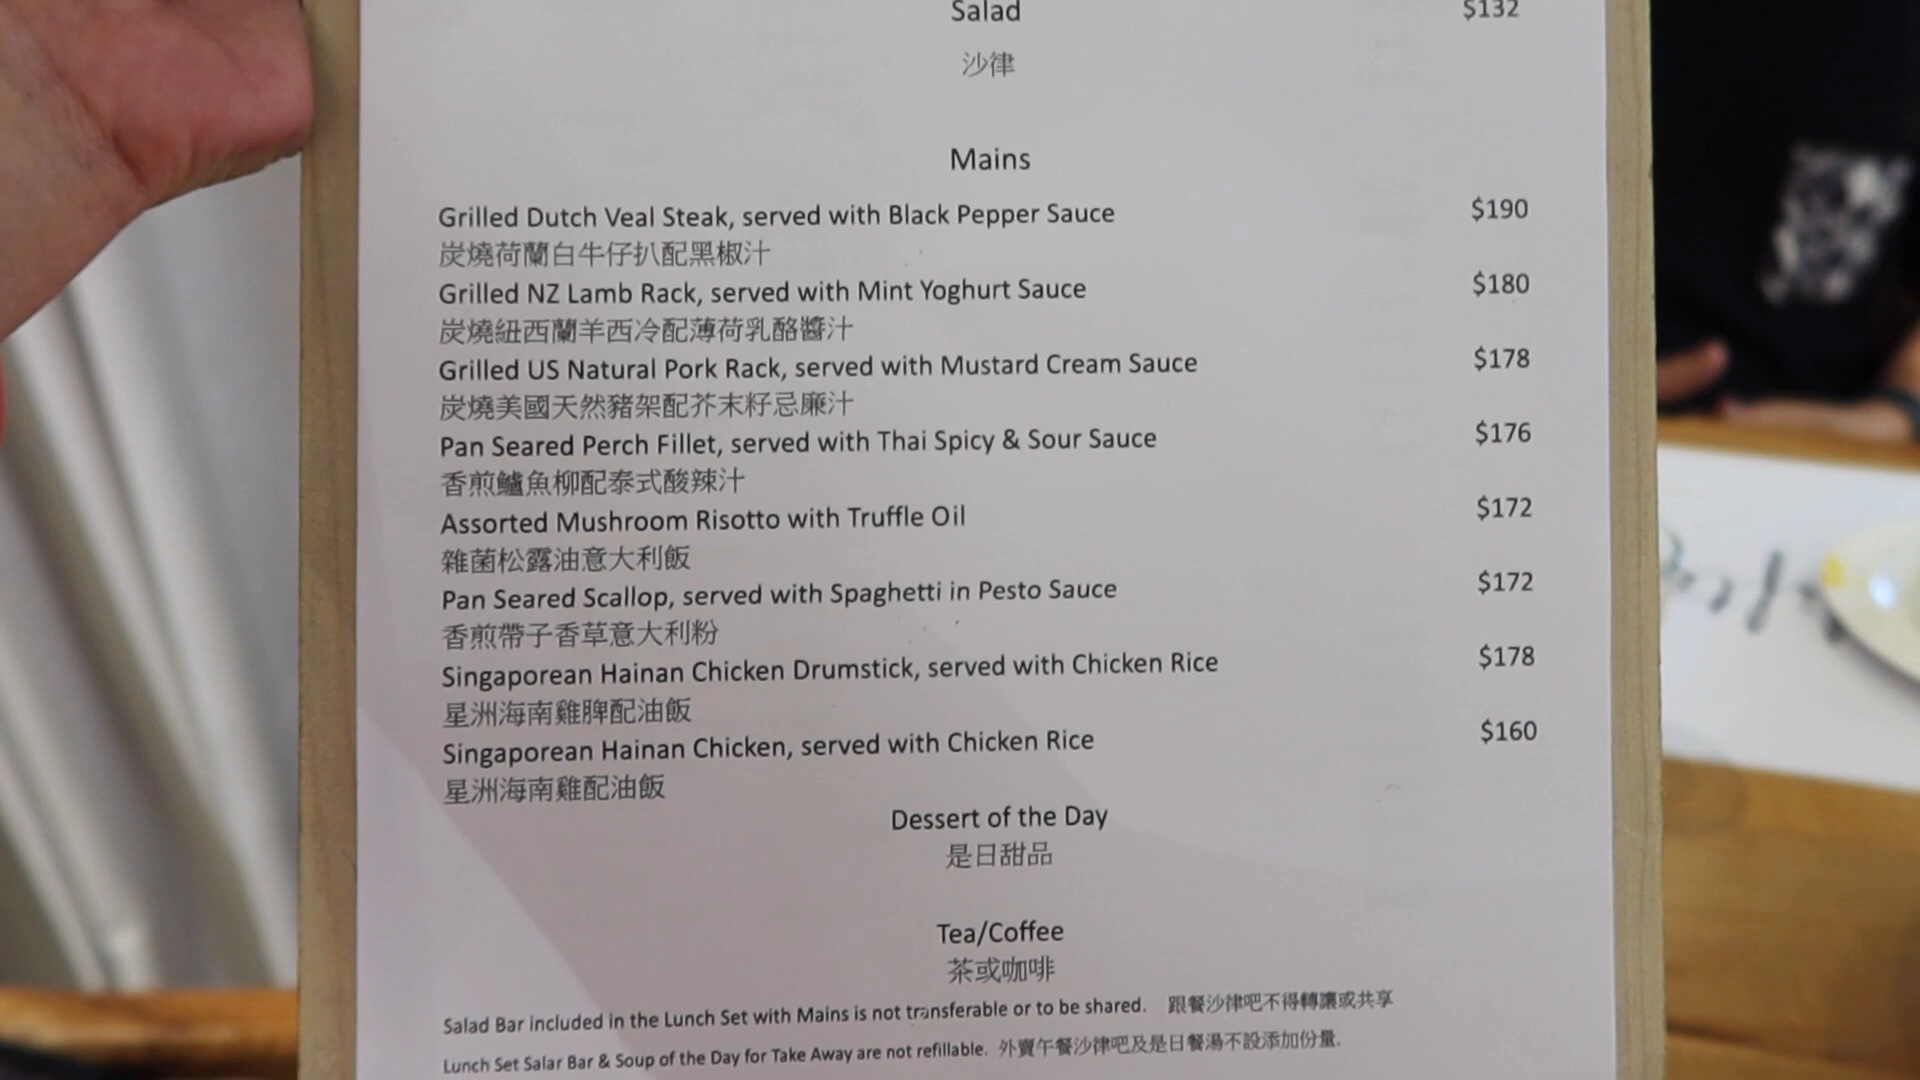 Salad $132
沙律
Mains
Grilled Dutch Veal Steak, served with Black Pepper Sauce $190
炭燒荷蘭白牛仔扒配黑椒汁
Grilled NZ Lamb Rack, served with Mint Yoghurt Sauce $180
炭燒紐西蘭羊西冷配薄荷乳酪醬汁
Grilled US Natural Pork Rack, served with Mustard Cream Sauce $178
炭燒美國天然豬架配芥末籽忌廉汁
Pan Seared Perch Fillet, served with Thai Spicy & Sour Sauce $176
香煎鱸魚柳配泰式酸辣汁
Assorted Mushroom Risotto with Truffle Oil $172
雜菌松露油意大利飯
Pan Seared Scallop, served with Spaghetti in Pesto Sauce $172
香煎帶子香草意大利粉
Singaporean Hainan Chicken Drumstick, served with Chicken Rice $178
星洲海南雞脾配油飯
Singaporean Hainan Chicken, served with Chicken Rice $160
星洲海南雞配油飯
Dessert of the Day
是日甜品
Tea/Coffee
茶或咖啡
Salad Bar included in the Lunch Set with Mains is not transferable or to be shared. 跟餐沙律吧不得轉讓或共享
Lunch Set Salar Bar & Soup of the Day for Take Away are not refillable. 外賣午餐沙律吧及是日餐湯不設添加份量.